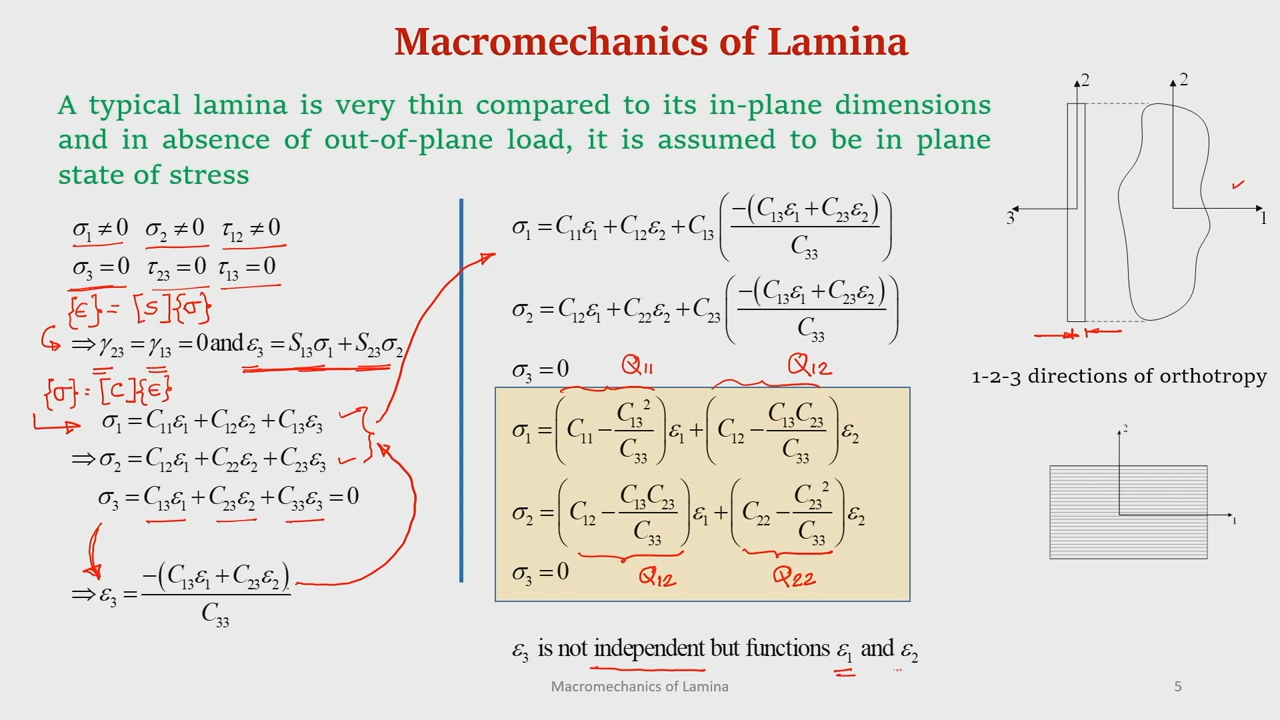 Macromechanics of Lamina
A typical lamina is very thin compared to its in-plane dimensions
and in absence of out-of-plane load, it is assumed to be in plane
state of stress
σ₁ ≠ 0 σ₂ ≠ 0 τ₁₂ ≠ 0
σ₃ = 0 τ₂₃ = 0 τ₁₃ = 0
{ϵ} = [S]{σ}
⇒ γ₂₃ = γ₁₃ = 0 and ε₃ = S₁₃σ₁ + S₂₃σ₂
{σ} = [C]{ϵ}
σ₁ = C₁₁ε₁ + C₁₂ε₂ + C₁₃ε₃
⇒ σ₂ = C₁₂ε₁ + C₂₂ε₂ + C₂₃ε₃
σ₃ = C₁₃ε₁ + C₂₃ε₂ + C₃₃ε₃ = 0
⇒ ε₃ = −(C₁₃ε₁ + C₂₃ε₂) / C₃₃
σ₁ = C₁₁ε₁ + C₁₂ε₂ + C₁₃ (−(C₁₃ε₁ + C₂₃ε₂) / C₃₃)
σ₂ = C₁₂ε₁ + C₂₂ε₂ + C₂₃ (−(C₁₃ε₁ + C₂₃ε₂) / C₃₃)
σ₃ = 0
Q11 Q12
σ₁ = (C₁₁ − C₁₃² / C₃₃) ε₁ + (C₁₂ − C₁₃C₂₃ / C₃₃) ε₂
σ₂ = (C₁₂ − C₁₃C₂₃ / C₃₃) ε₁ + (C₂₂ − C₂₃² / C₃₃) ε₂
σ₃ = 0
Q12 Q22
ε₃ is not independent but functions ε₁ and ε₂
2 2
3 1
1-2-3 directions of orthotropy
2
1
Macromechanics of Lamina
5